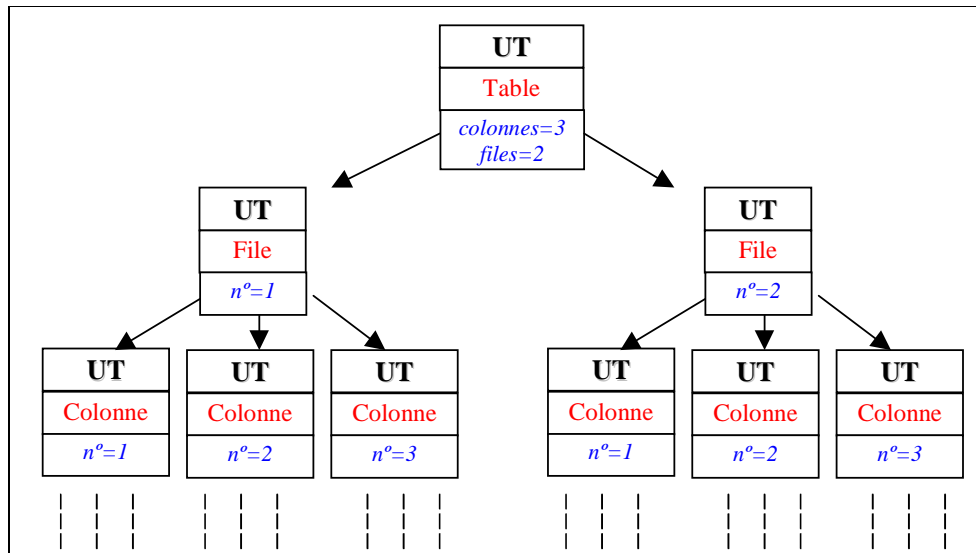 UT
Table
colonnes=3
files=2
UT
File
nº=1
UT
File
nº=2
UT
Colonne
nº=1
UT
Colonne
nº=2
UT
Colonne
nº=3
UT
Colonne
nº=1
UT
Colonne
nº=2
UT
Colonne
nº=3